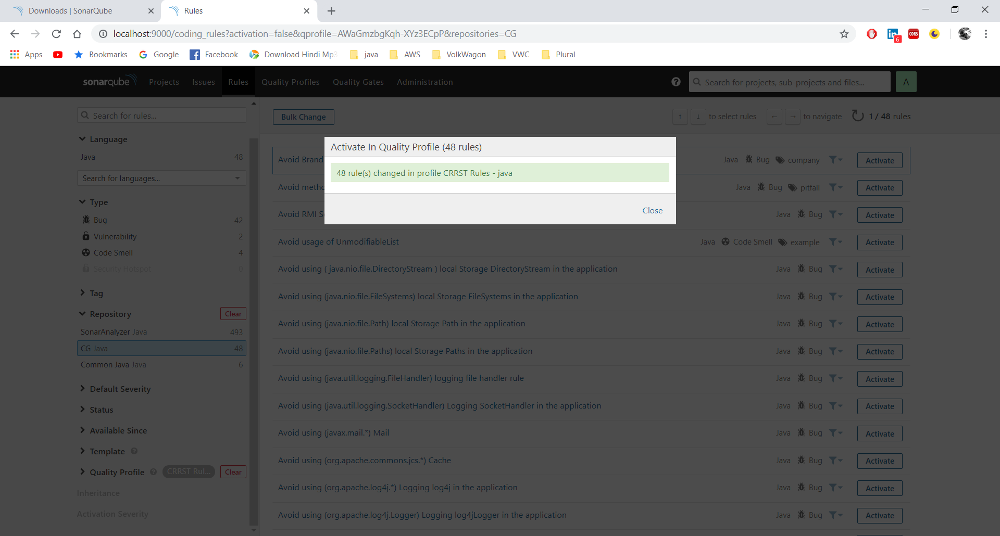 Downloads | SonarQube
Rules
localhost:9000/coding_rules?activation=false&qprofile=AWaGmzbgKqh-XYz3ECpP&repositories=CG
6
CORS
Apps
Bookmarks
Google
Facebook
Download Hindi Mp3
java
AWS
VolkWagon
VWC
Plural
sonarqube
Projects
Issues
Rules
Quality Profiles
Quality Gates
Administration
Search for projects, sub-projects and files...
A
Search for rules...
Language
Java 48
Search for languages...
Type
Bug 42
Vulnerability 2
Code Smell 4
Security Hotspot 0
Tag
Repository Clear
SonarAnalyzer Java 493
CG Java 48
Common Java Java 6
Default Severity
Status
Available Since
Template
Quality Profile CRRST Rul... Clear
Inheritance
Activation Severity
Bulk Change
to select rules
to navigate
1 / 48 rules
Activate In Quality Profile (48 rules)
48 rule(s) changed in profile CRRST Rules - java
Close
Avoid Brand Java Bug company Activate
Avoid metho Java Bug pitfall Activate
Avoid RMI S Java Bug Activate
Avoid usage of UnmodifiableList Java Code Smell example Activate
Avoid using ( java.nio.file.DirectoryStream ) local Storage DirectoryStream in the application Java Bug Activate
Avoid using (java.nio.file.FileSystems) local Storage FileSystems in the application Java Bug Activate
Avoid using (java.nio.file.Path) local Storage Path in the application Java Bug Activate
Avoid using (java.nio.file.Paths) local Storage Paths in the application Java Bug Activate
Avoid using (java.util.logging.FileHandler) logging file handler rule Java Bug Activate
Avoid using (java.util.logging.SocketHandler) Logging SocketHandler in the application Java Bug Activate
Avoid using (javax.mail.*) Mail Java Bug Activate
Avoid using (org.apache.commons.jcs.*) Cache Java Bug Activate
Avoid using (org.apache.log4j.*) Logging log4j in the application Java Bug Activate
Avoid using (org.apache.log4j.Logger) Logging log4jLogger in the application Java Bug Activate